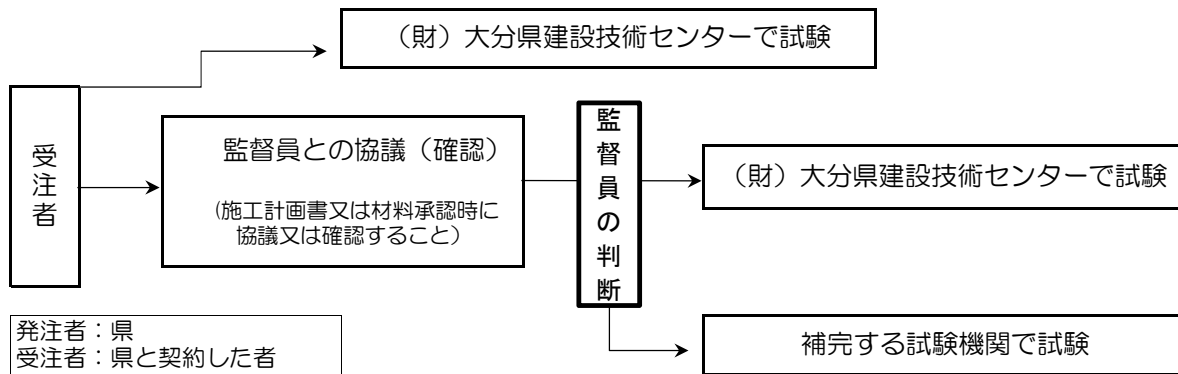 （財）大分県建設技術センターで試験
受注者
監督員との協議（確認）
(施工計画書又は材料承認時に
協議又は確認すること）
監督員の判断
（財）大分県建設技術センターで試験
補完する試験機関で試験
発注者：県
受注者：県と契約した者